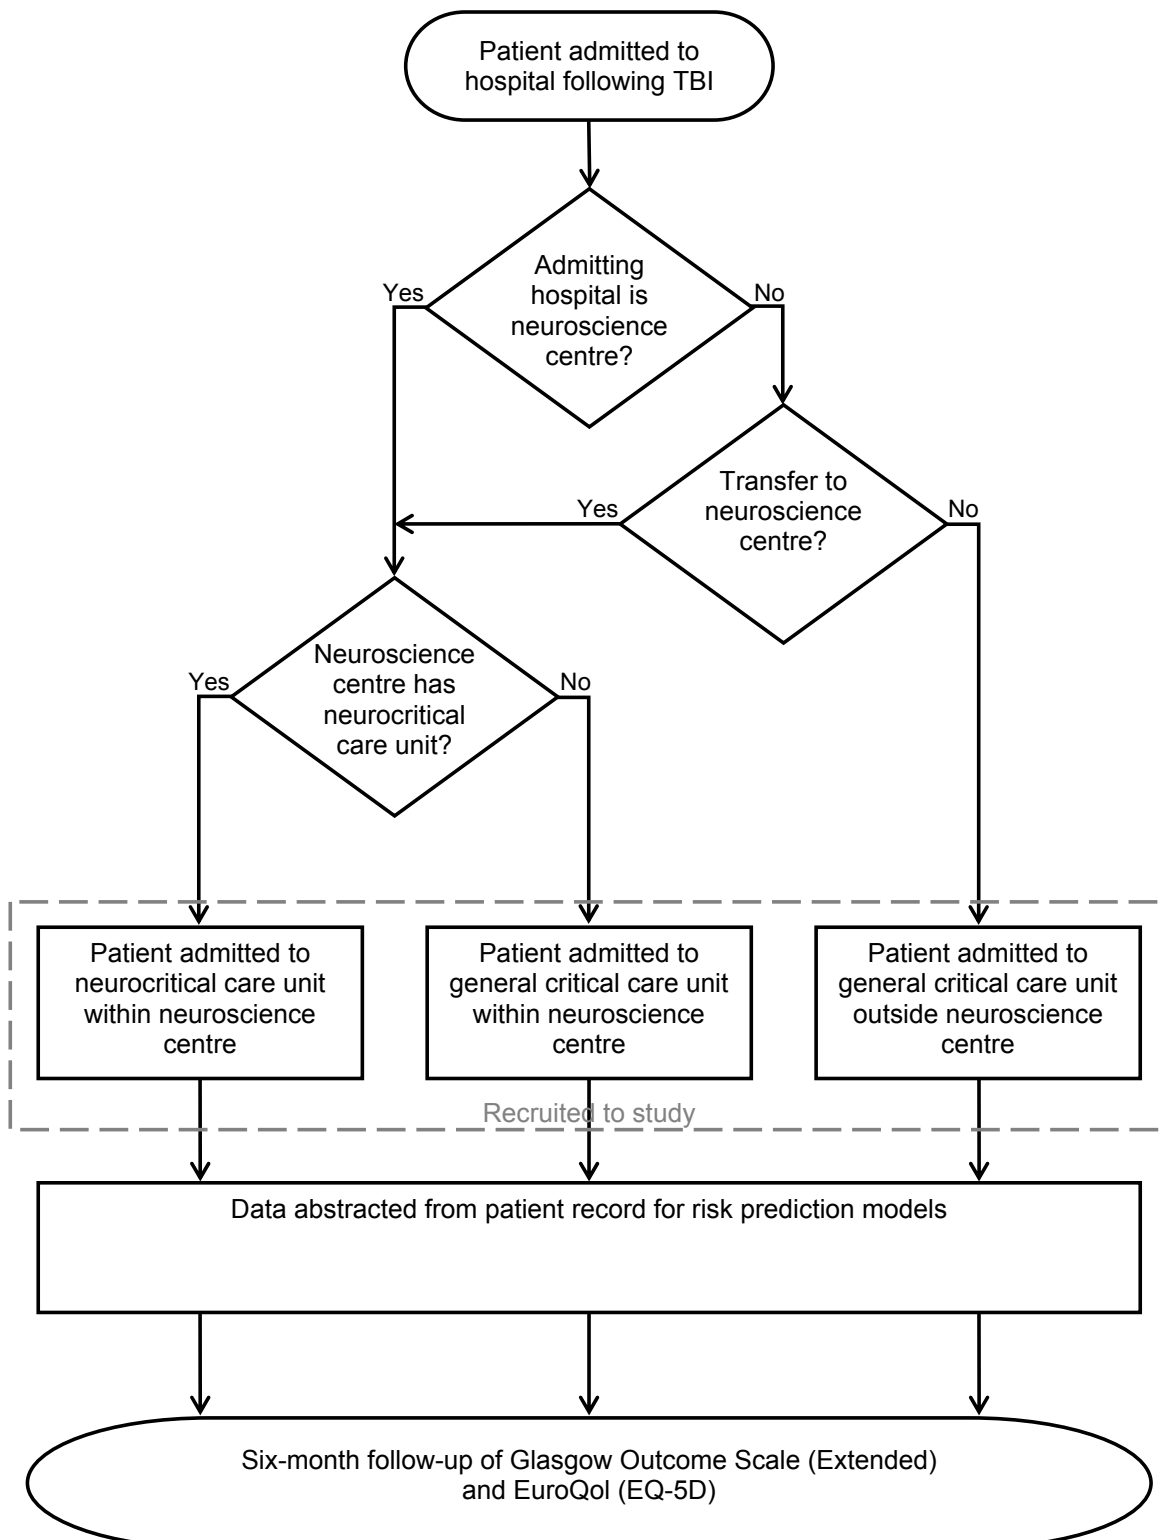 Patient admitted to
hospital following TBI
Admitting
hospital is
neuroscience
centre?
Yes
No
Transfer to
neuroscience
centre?
Yes
No
Neuroscience
centre has
neurocritical
care unit?
Yes
No
Patient admitted to
neurocritical care unit
within neuroscience
centre
Patient admitted to
general critical care unit
within neuroscience
centre
Patient admitted to
general critical care unit
outside neuroscience
centre
Recruited to study
Data abstracted from patient record for risk prediction models
Six-month follow-up of Glasgow Outcome Scale (Extended)
and EuroQol (EQ-5D)